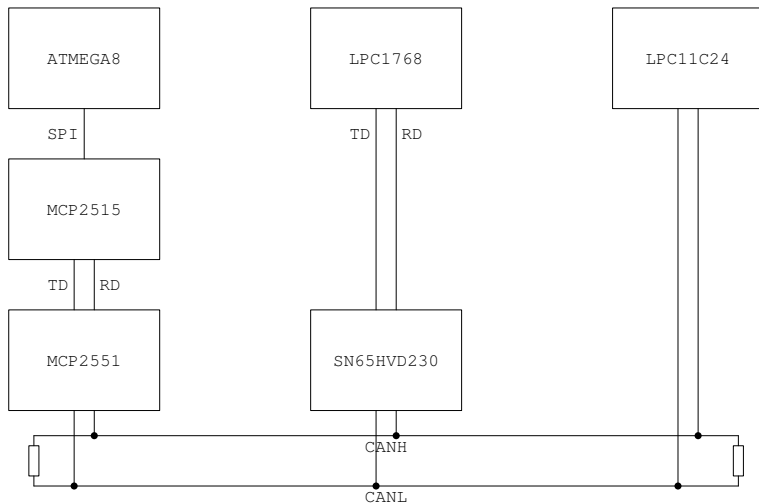 ATMEGA8
LPC1768
LPC11C24
SPI
TD
RD
MCP2515
TD
RD
MCP2551
SN65HVD230
CANH
CANL